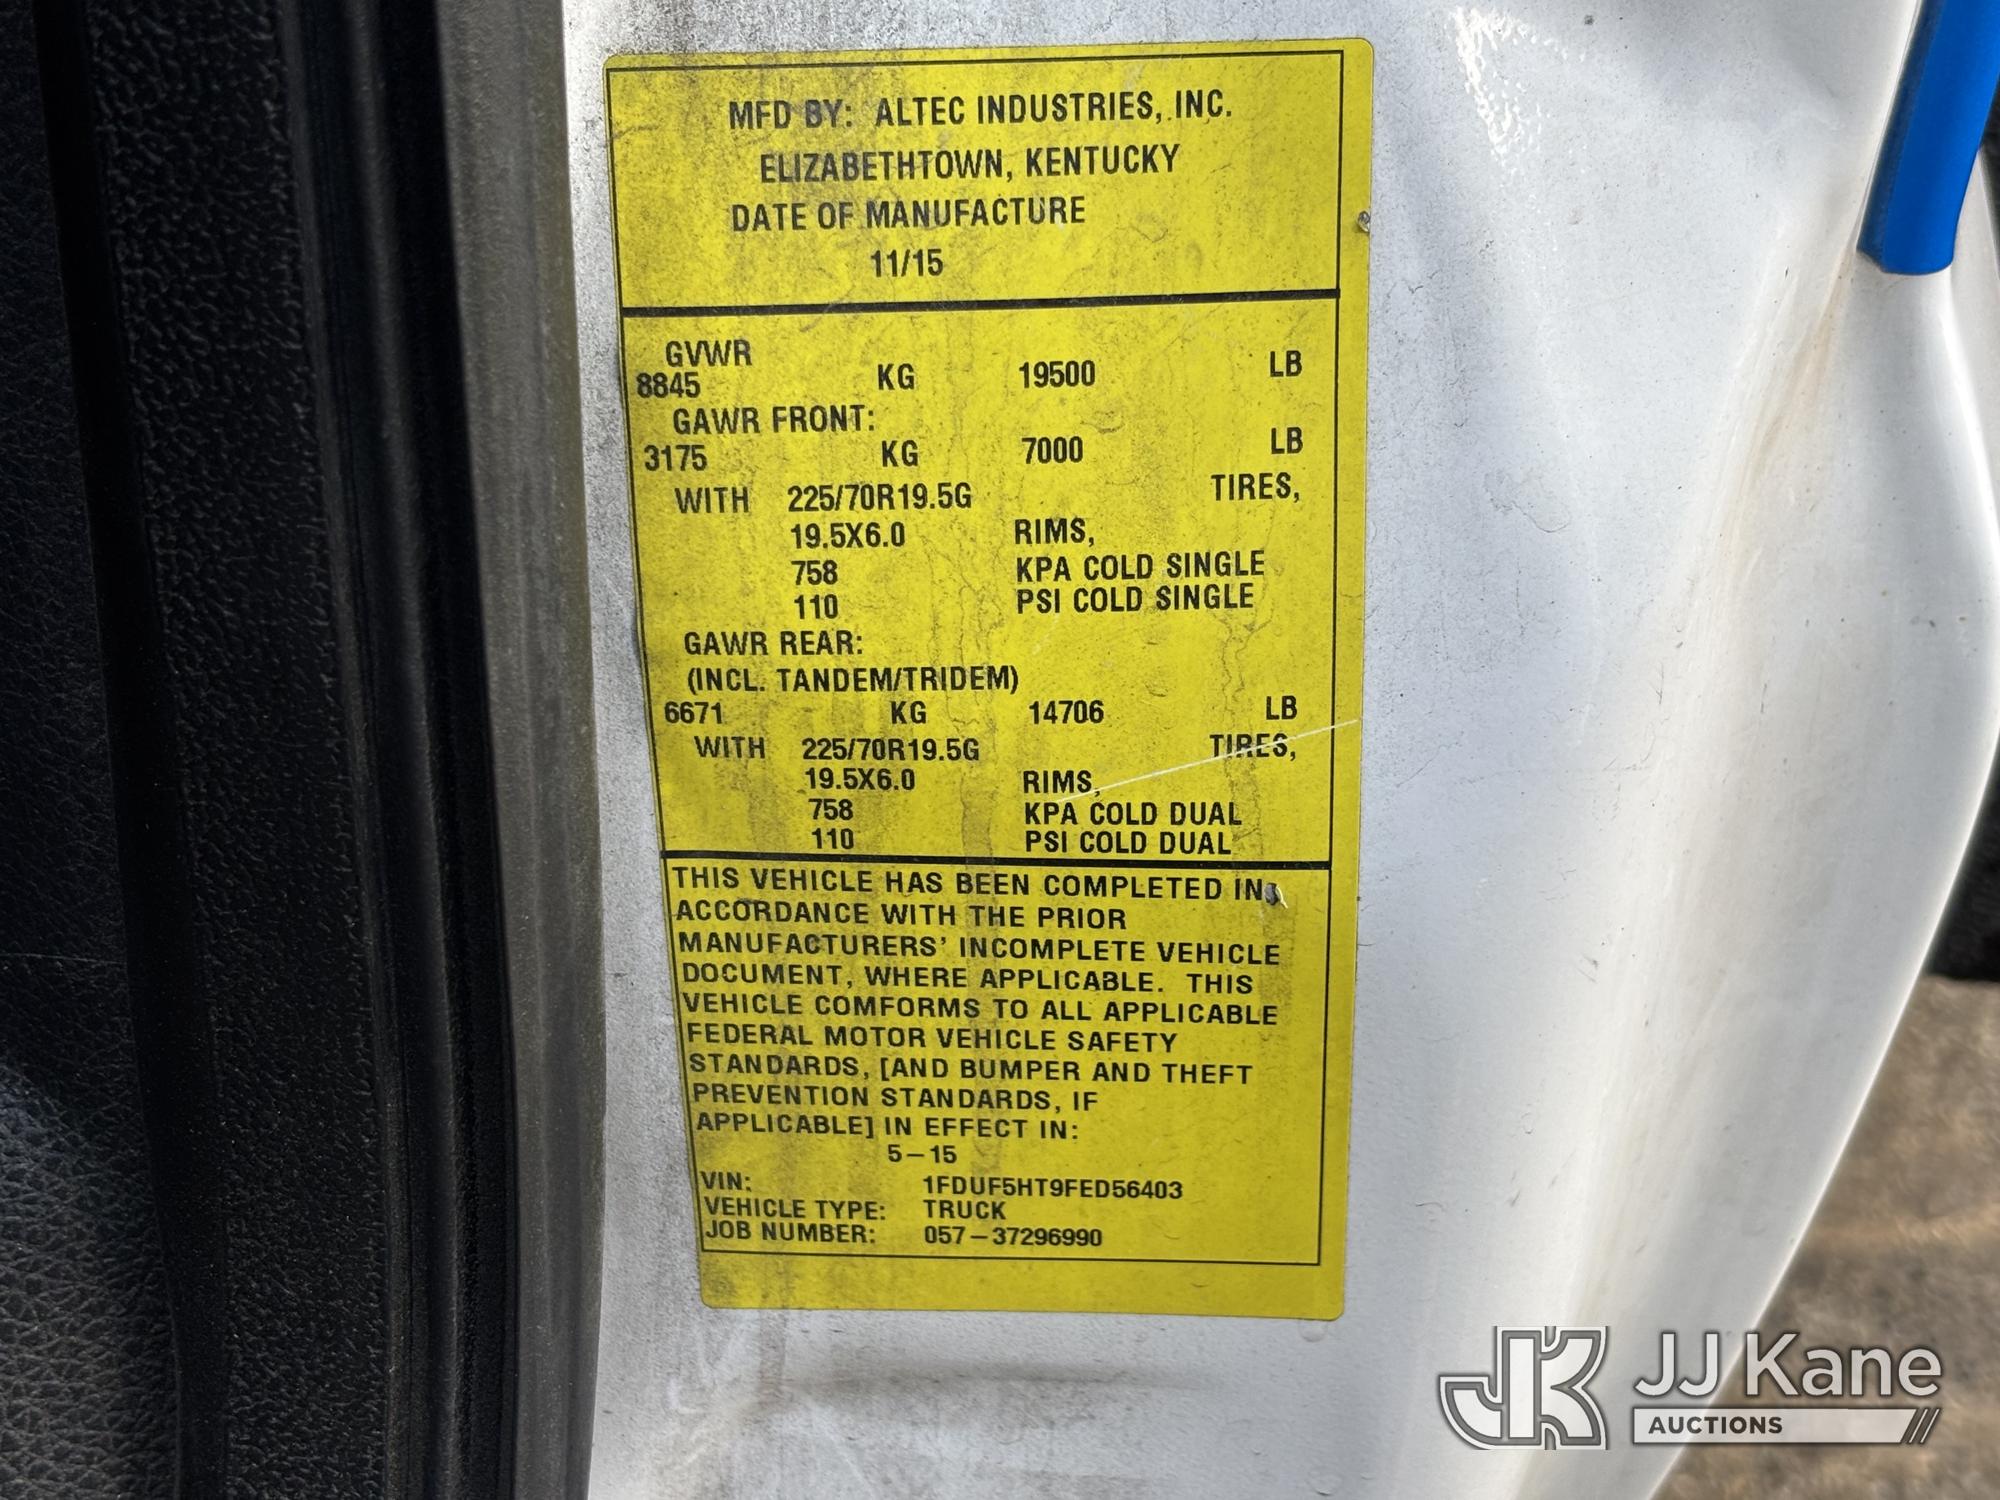 MFD BY: ALTEC INDUSTRIES, INC.
ELIZABETHTOWN, KENTUCKY
DATE OF MANUFACTURE
11/15
GVWR
8845 KG 19500 LB
GAWR FRONT:
3175 KG 7000 LB
WITH 225/70R19.5G TIRES,
19.5X6.0 RIMS,
758 KPA COLD SINGLE
110 PSI COLD SINGLE
GAWR REAR:
(INCL. TANDEM/TRIDEM)
6671 KG 14706 LB
WITH 225/70R19.5G TIRES,
19.5X6.0 RIMS,
758 KPA COLD DUAL
110 PSI COLD DUAL
THIS VEHICLE HAS BEEN COMPLETED IN
ACCORDANCE WITH THE PRIOR
MANUFACTURERS' INCOMPLETE VEHICLE
DOCUMENT, WHERE APPLICABLE. THIS
VEHICLE COMFORMS TO ALL APPLICABLE
FEDERAL MOTOR VEHICLE SAFETY
STANDARDS, [AND BUMPER AND THEFT
PREVENTION STANDARDS, IF
APPLICABLE] IN EFFECT IN:
5-15
VIN: 1FDUF5HT9FED56403
VEHICLE TYPE: TRUCK
JOB NUMBER: 057-37296990
JK JJ Kane
AUCTIONS